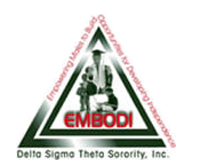 Empowering Males to Build
Opportunities for Developing Independence
EMBODI
Delta Sigma Theta Sorority, Inc.